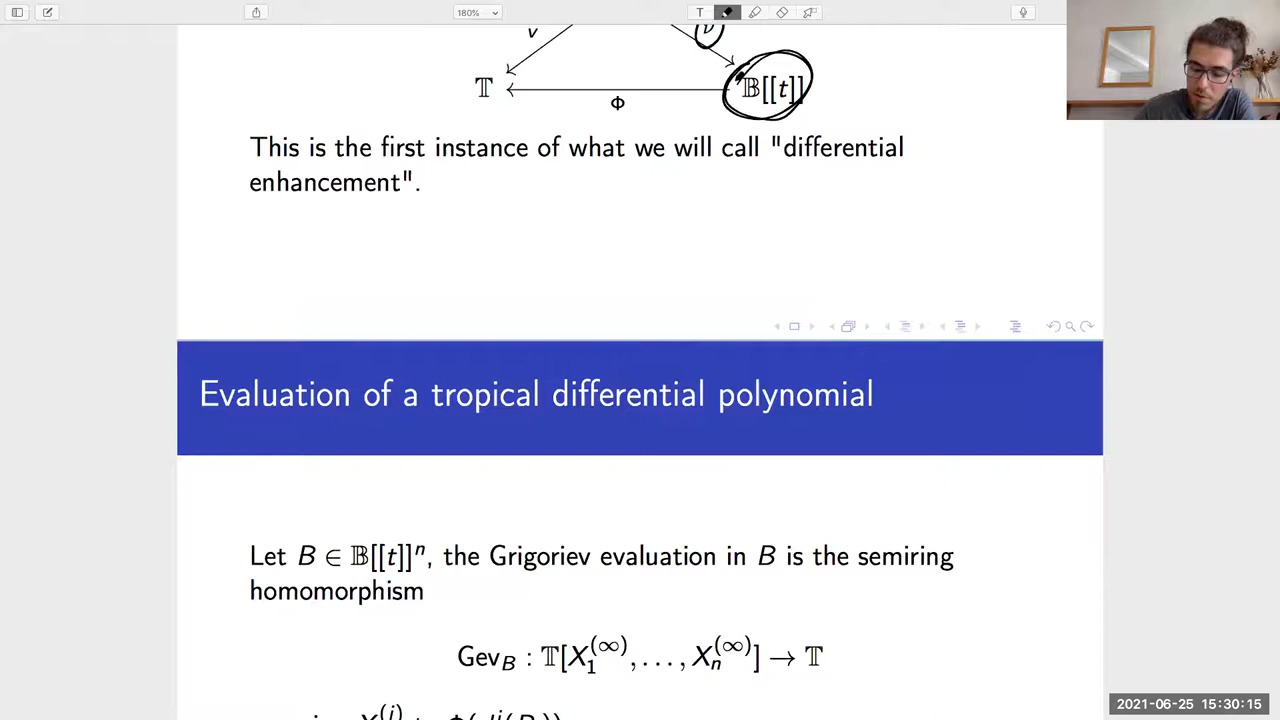 180%
T
v
ν
𝕋
Φ
𝔹[[t]]
This is the first instance of what we will call "differential
enhancement".
Evaluation of a tropical differential polynomial
Let B ∈ 𝔹[[t]]ⁿ, the Grigoriev evaluation in B is the semiring
homomorphism
Gev_B : 𝕋[X₁^(∞), . . . , Xₙ^(∞)] → 𝕋
2021-06-25 15:30:15